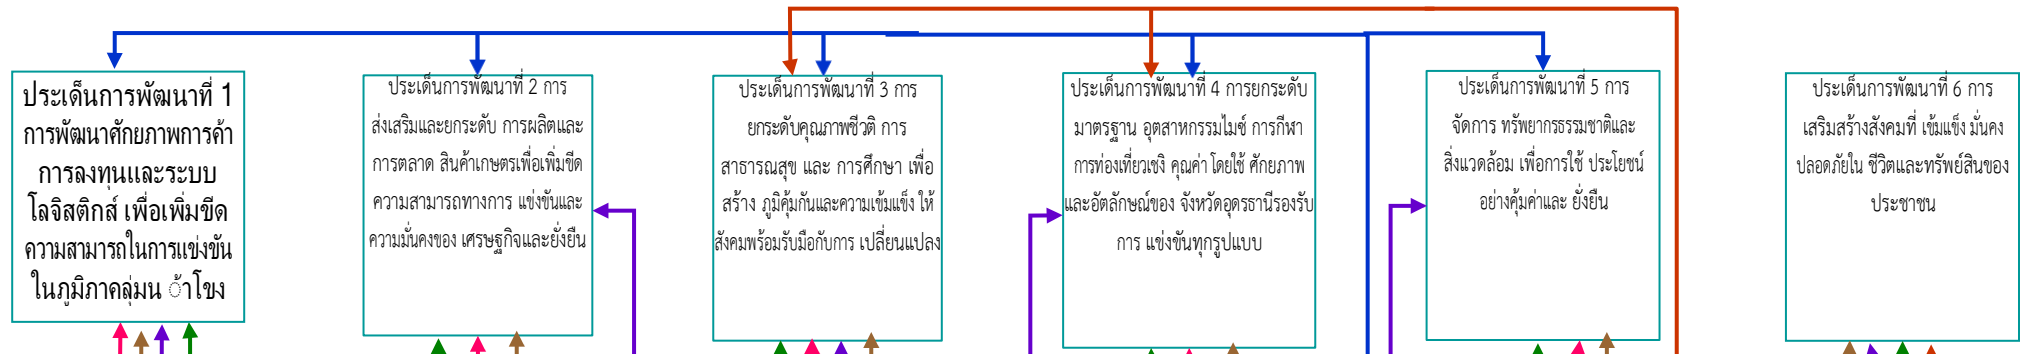 ประเด็นการพัฒนาที่ 1
การพัฒนาศักยภาพการค้า
การลงทุนและระบบ
โลจิสติกส์ เพื่อเพิ่มขีด
ความสามารถในการแข่งขัน
ในภูมิภาคลุ่มน ้าโขง
ประเด็นการพัฒนาที่ 2 การ
ส่งเสริมและยกระดับ การผลิตและ
การตลาด สินค้าเกษตรเพื่อเพิ่มขีด
ความสามารถทางการ แข่งขันและ
ความมั่นคงของ เศรษฐกิจและยั่งยืน
ประเด็นการพัฒนาที่ 3 การ
ยกระดับคุณภาพชีวติ การ
สาธารณสุข และ การศึกษา เพื่อ
สร้าง ภูมิคุ้มกันและความเข้มแข็ง ให้
สังคมพร้อมรับมือกับการ เปลี่ยนแปลง
ประเด็นการพัฒนาที่ 4 การยกระดับ
มาตรฐาน อุตสาหกรรมไมซ์ การกีฬา
การท่องเที่ยวเชิง คุณค่า โดยใช้ ศักยภาพ
และอัตลักษณ์ของ จังหวัดอุดรธานีรองรับ
การ แข่งขันทุกรูปแบบ
ประเด็นการพัฒนาที่ 5 การ
จัดการ ทรัพยากรธรรมชาติและ
สิ่งแวดล้อม เพื่อการใช้ ประโยชน์
อย่างคุ้มค่าและ ยั่งยืน
ประเด็นการพัฒนาที่ 6 การ
เสริมสร้างสังคมที่ เข้มแข็ง มั่นคง
ปลอดภัยใน ชีวิตและทรัพย์สินของ
ประชาชน